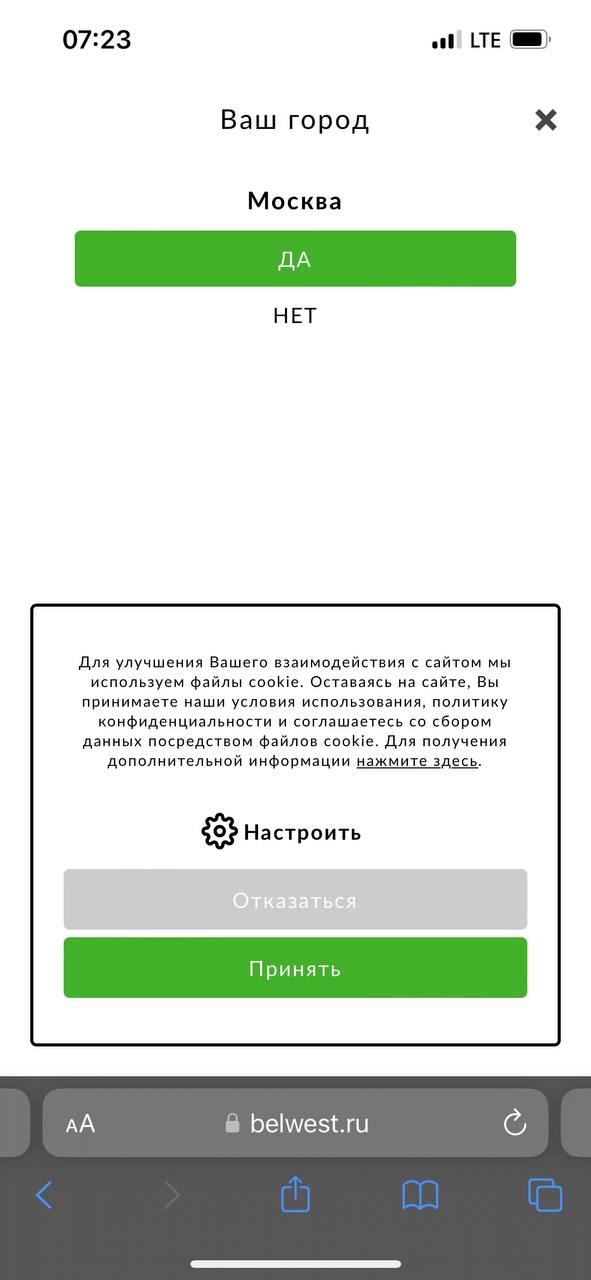 07:23
LTE
Ваш город
Москва
ДА
НЕТ
Для улучшения Вашего взаимодействия с сайтом мы
используем файлы cookie. Оставаясь на сайте, Вы
принимаете наши условия использования, политику
конфиденциальности и соглашаетесь со сбором
данных посредством файлов cookie. Для получения
дополнительной информации нажмите здесь.
Настроить
Отказаться
Принять
AA
belwest.ru